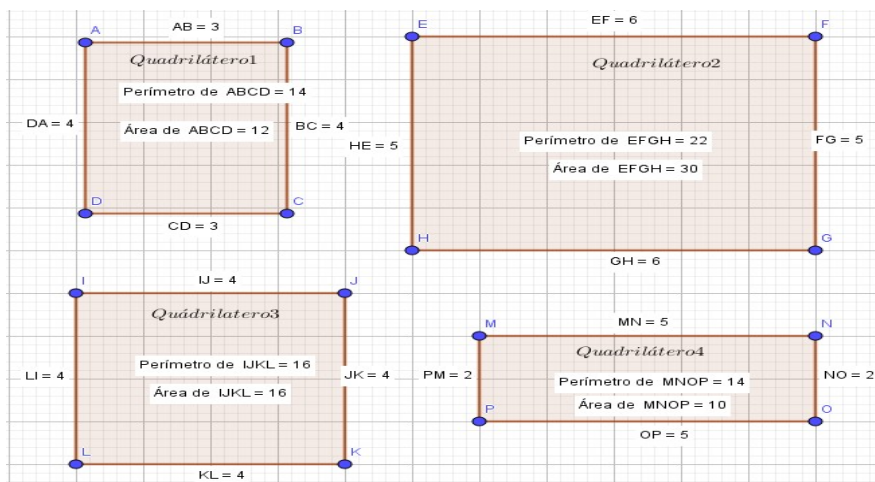 AB = 3
A
B
Quadrilátero1
Perímetro de ABCD = 14
DA = 4
Área de ABCD = 12
BC = 4
D
C
CD = 3
EF = 6
E
F
Quadrilátero2
HE = 5
Perímetro de EFGH = 22
FG = 5
Área de EFGH = 30
H
G
GH = 6
IJ = 4
I
J
Quádrilatero3
Perímetro de IJKL = 16
LI = 4
JK = 4
Área de IJKL = 16
L
K
KL = 4
MN = 5
M
N
Quadrilátero4
PM = 2
Perímetro de MNOP = 14
NO = 2
Área de MNOP = 10
P
O
OP = 5